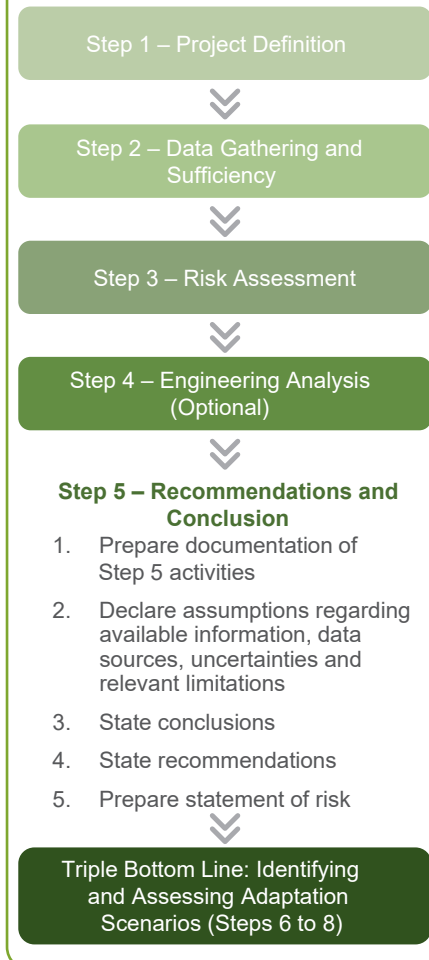 Step 1 – Project Definition
Step 2 – Data Gathering and
Sufficiency
Step 3 – Risk Assessment
Step 4 – Engineering Analysis
(Optional)
Step 5 – Recommendations and
Conclusion
1. Prepare documentation of
Step 5 activities
2. Declare assumptions regarding
available information, data
sources, uncertainties and
relevant limitations
3. State conclusions
4. State recommendations
5. Prepare statement of risk
Triple Bottom Line: Identifying
and Assessing Adaptation
Scenarios (Steps 6 to 8)